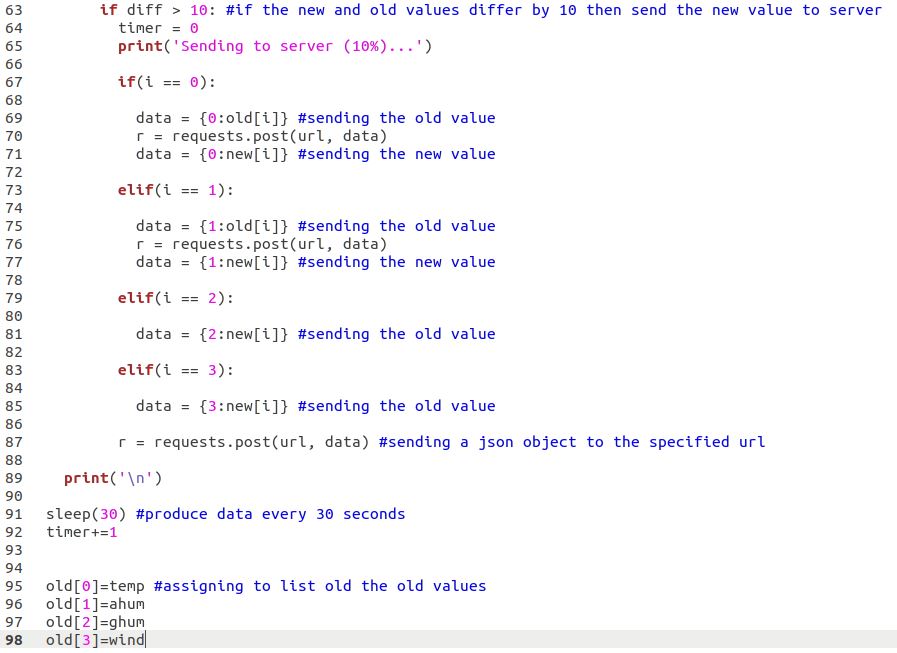 63 if diff > 10: #if the new and old values differ by 10 then send the new value to server
64 timer = 0
65 print('Sending to server (10%)...')
66
67 if(i == 0):
68
69 data = {0:old[i]} #sending the old value
70 r = requests.post(url, data)
71 data = {0:new[i]} #sending the new value
72
73 elif(i == 1):
74
75 data = {1:old[i]} #sending the old value
76 r = requests.post(url, data)
77 data = {1:new[i]} #sending the new value
78
79 elif(i == 2):
80
81 data = {2:new[i]} #sending the old value
82
83 elif(i == 3):
84
85 data = {3:new[i]} #sending the old value
86
87 r = requests.post(url, data) #sending a json object to the specified url
88
89 print('\n')
90
91 sleep(30) #produce data every 30 seconds
92 timer+=1
93
94
95 old[0]=temp #assigning to list old the old values
96 old[1]=ahum
97 old[2]=ghum
98 old[3]=wind